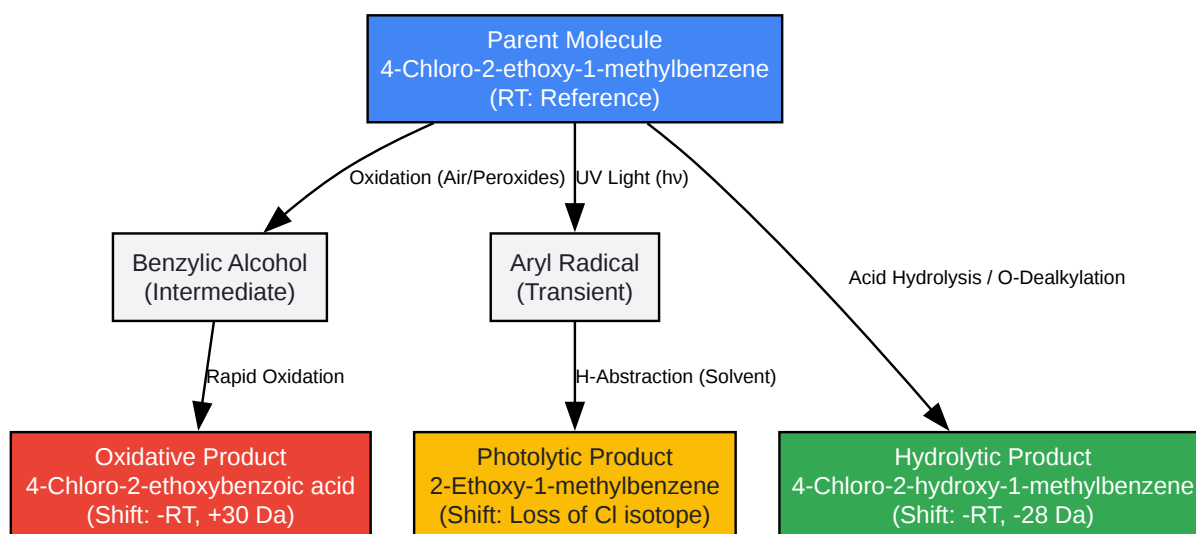 Parent Molecule
4-Chloro-2-ethoxy-1-methylbenzene
(RT: Reference)
Oxidation (Air/Peroxides)
UV Light (hν)
Acid Hydrolysis / O-Dealkylation
Benzylic Alcohol
(Intermediate)
Aryl Radical
(Transient)
Rapid Oxidation
H-Abstraction (Solvent)
Oxidative Product
4-Chloro-2-ethoxybenzoic acid
(Shift: -RT, +30 Da)
Photolytic Product
2-Ethoxy-1-methylbenzene
(Shift: Loss of Cl isotope)
Hydrolytic Product
4-Chloro-2-hydroxy-1-methylbenzene
(Shift: -RT, -28 Da)